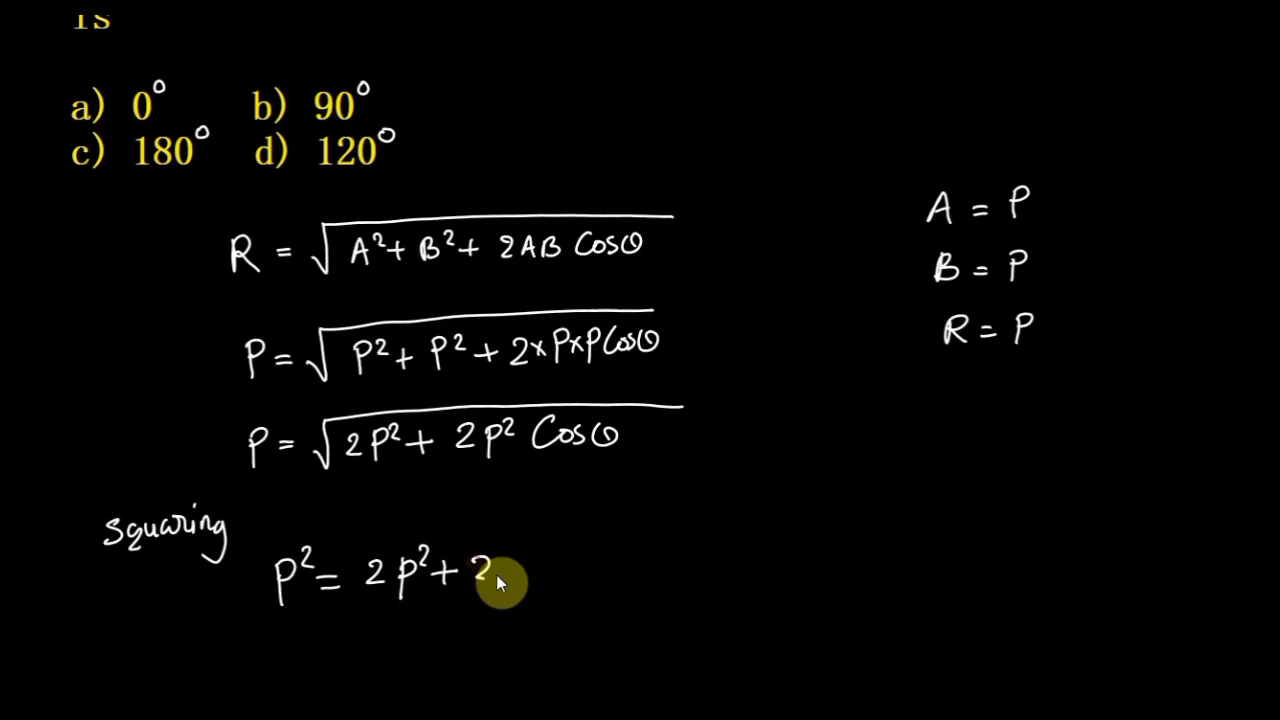 is
a) 0° b) 90°
c) 180° d) 120°
R = √A²+ B²+ 2AB Cosθ
A = P
B = P
P = √P²+ P²+ 2×P×P Cosθ
R = P
P = √2P²+ 2P² Cosθ
Squaring
P² = 2P²+ 2